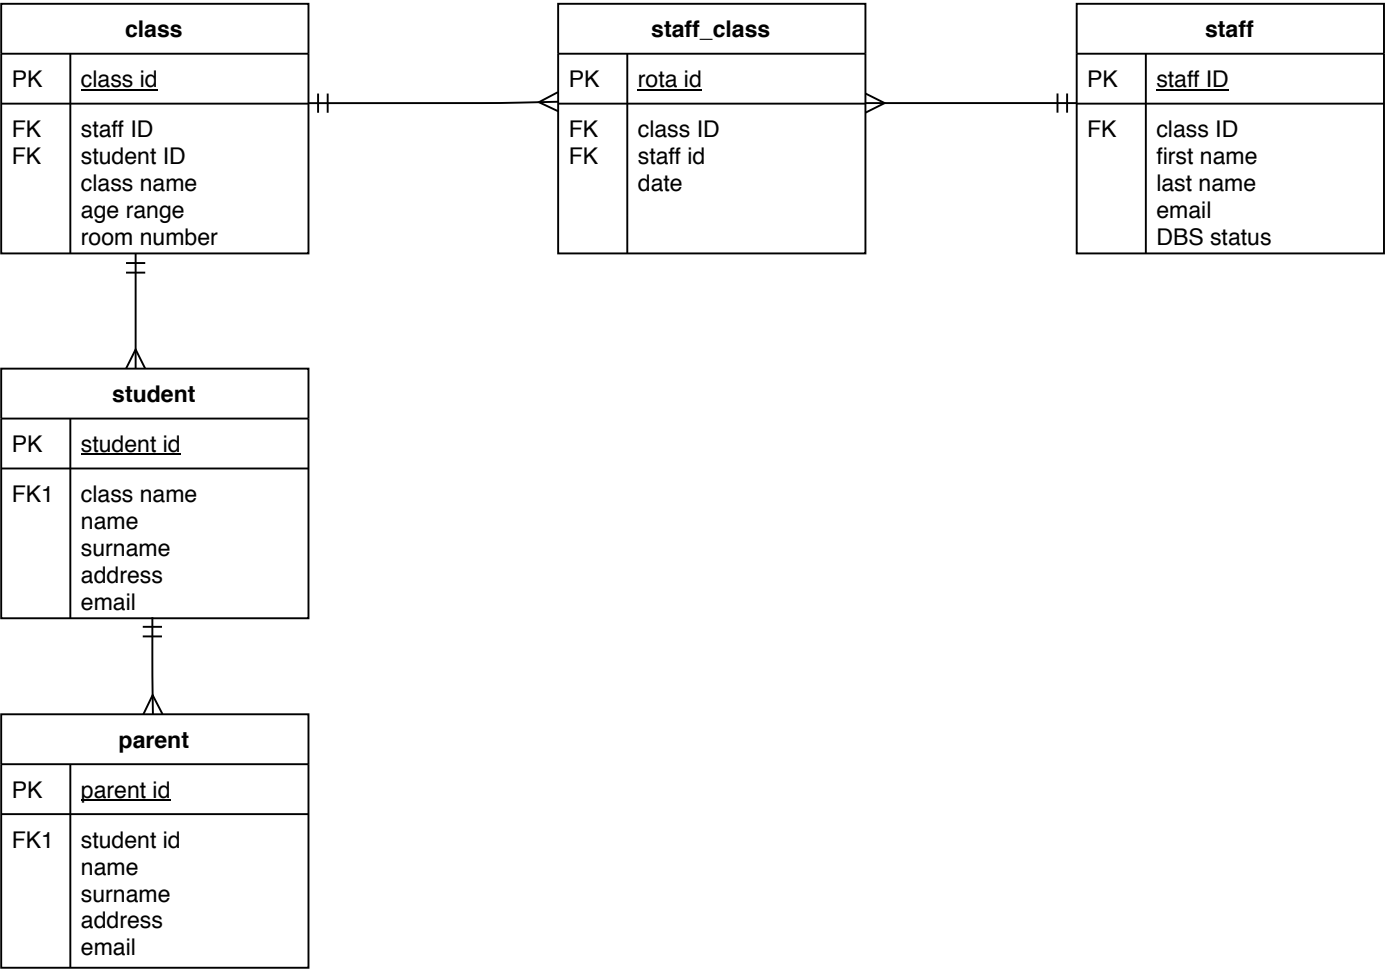 class
PK class id
FK staff ID
FK student ID
class name
age range
room number
staff_class
PK rota id
FK class ID
FK staff id
date
staff
PK staff ID
FK class ID
first name
last name
email
DBS status
student
PK student id
FK1 class name
name
surname
address
email
parent
PK parent id
FK1 student id
name
surname
address
email